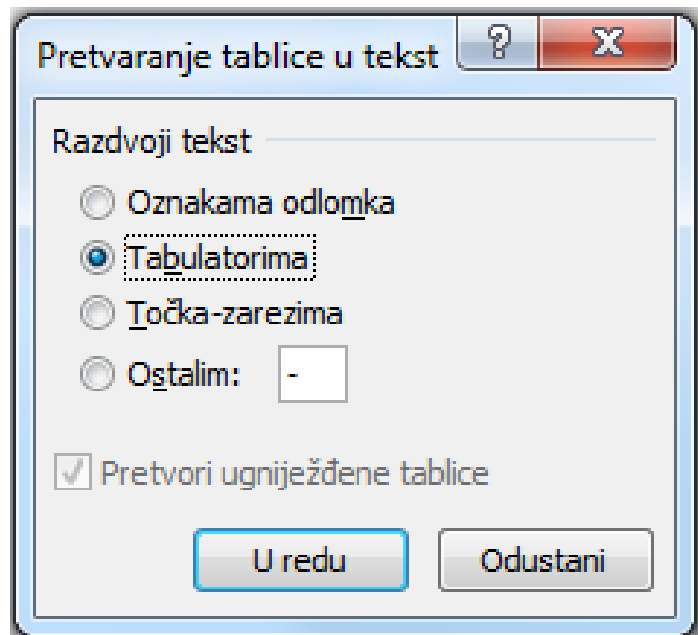 Pretvaranje tablice u tekst
Razdvoji tekst
Oznakama odlomka
Tabulatorima
Točka-zarezima
Ostalim: -
Pretvori ugniježđene tablice
U redu Odustani